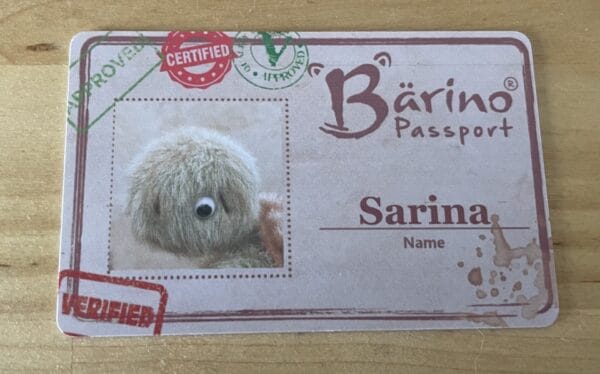 APPROVED
CERTIFIED
APPROVED
Bärino®
Passport
Sarina
Name
VERIFIED